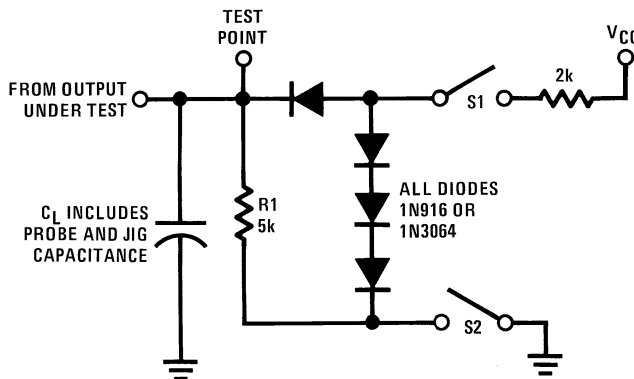 TEST
POINT
V_CC
FROM OUTPUT
UNDER TEST
2k
S1
R1
5k
ALL DIODES
1N916 OR
1N3064
C_L INCLUDES
PROBE AND JIG
CAPACITANCE
S2